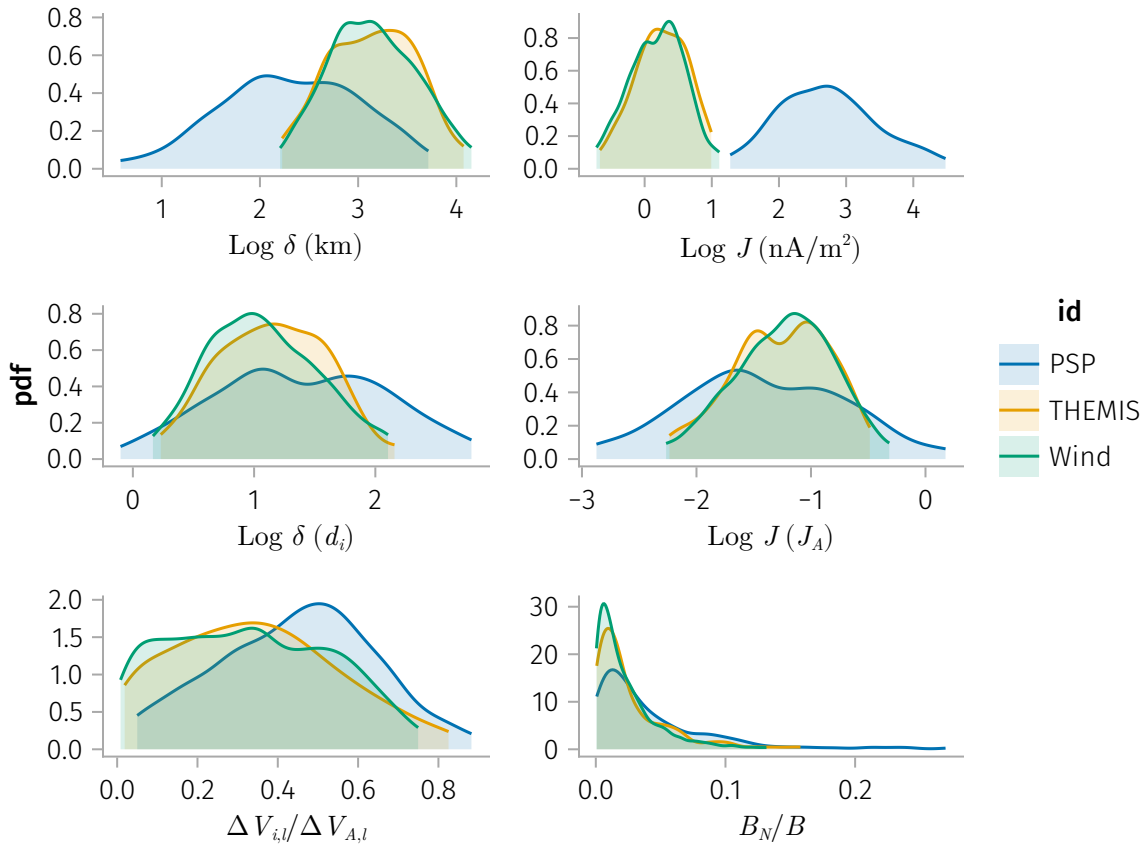 0.8
0.6
0.4
0.2
0.0
1 2 3 4
Log δ (km)
0.8
0.6
0.4
0.2
0.0
0 1 2 3 4
Log J (nA/m²)
pdf
0.8
0.6
0.4
0.2
0.0
0 1 2
Log δ (dᵢ)
0.8
0.6
0.4
0.2
0.0
−3 −2 −1 0
Log J (J_A)
id
PSP
THEMIS
Wind
2.0
1.5
1.0
0.5
0.0
0.0 0.2 0.4 0.6 0.8
Δ V_{i,l}/Δ V_{A,l}
30
20
10
0
0.0 0.1 0.2
B_N/B